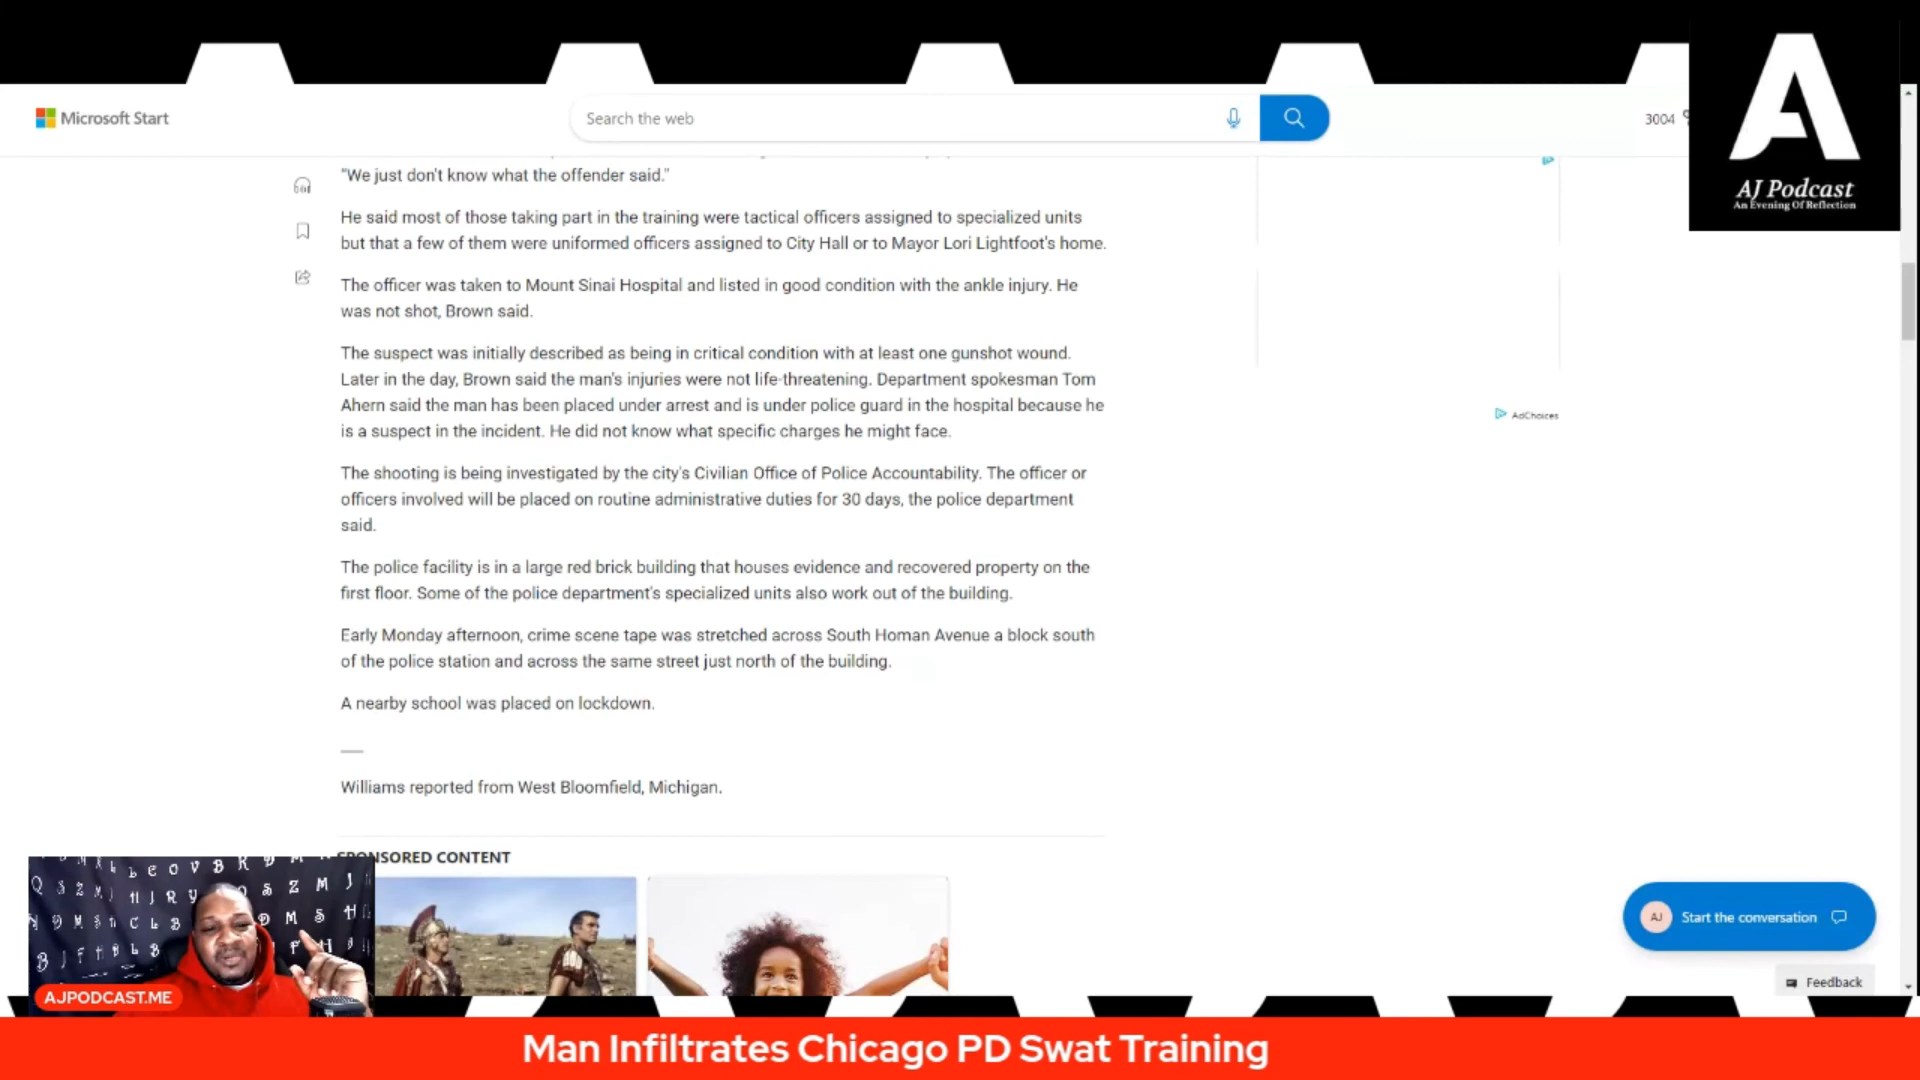 Microsoft Start
Search the web
3004
A
AJ Podcast
An Evening Of Reflection
"We just don't know what the offender said."
He said most of those taking part in the training were tactical officers assigned to specialized units
but that a few of them were uniformed officers assigned to City Hall or to Mayor Lori Lightfoot's home.
The officer was taken to Mount Sinai Hospital and listed in good condition with the ankle injury. He
was not shot, Brown said.
The suspect was initially described as being in critical condition with at least one gunshot wound.
Later in the day, Brown said the man's injuries were not life-threatening. Department spokesman Tom
Ahern said the man has been placed under arrest and is under police guard in the hospital because he
is a suspect in the incident. He did not know what specific charges he might face.
AdChoices
The shooting is being investigated by the city's Civilian Office of Police Accountability. The officer or
officers involved will be placed on routine administrative duties for 30 days, the police department
said.
The police facility is in a large red brick building that houses evidence and recovered property on the
first floor. Some of the police department's specialized units also work out of the building.
Early Monday afternoon, crime scene tape was stretched across South Homan Avenue a block south
of the police station and across the same street just north of the building.
A nearby school was placed on lockdown.
Williams reported from West Bloomfield, Michigan.
SPONSORED CONTENT
AJ Start the conversation
Feedback
AJPODCAST.ME
Man Infiltrates Chicago PD Swat Training